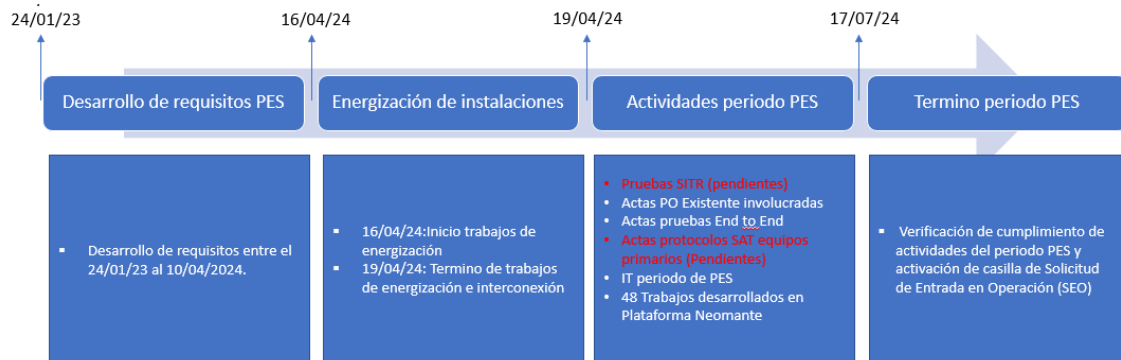 24/01/23
16/04/24
19/04/24
17/07/24
Desarrollo de requisitos PES
Energización de instalaciones
Actividades periodo PES
Termino periodo PES
▪ Desarrollo de requisitos entre el
24/01/23 al 10/04/2024.
▪ 16/04/24:Inicio trabajos de
energización
▪ 19/04/24: Termino de trabajos
de energización e interconexión
• Pruebas SITR (pendientes)
• Actas PO Existente involucradas
• Actas pruebas End to End
• Actas protocolos SAT equipos
primarios (Pendientes)
• IT periodo de PES
• 48 Trabajos desarrollados en
Plataforma Neomante
▪ Verificación de cumplimiento de
actividades del periodo PES y
activación de casilla de Solicitud
de Entrada en Operación (SEO)